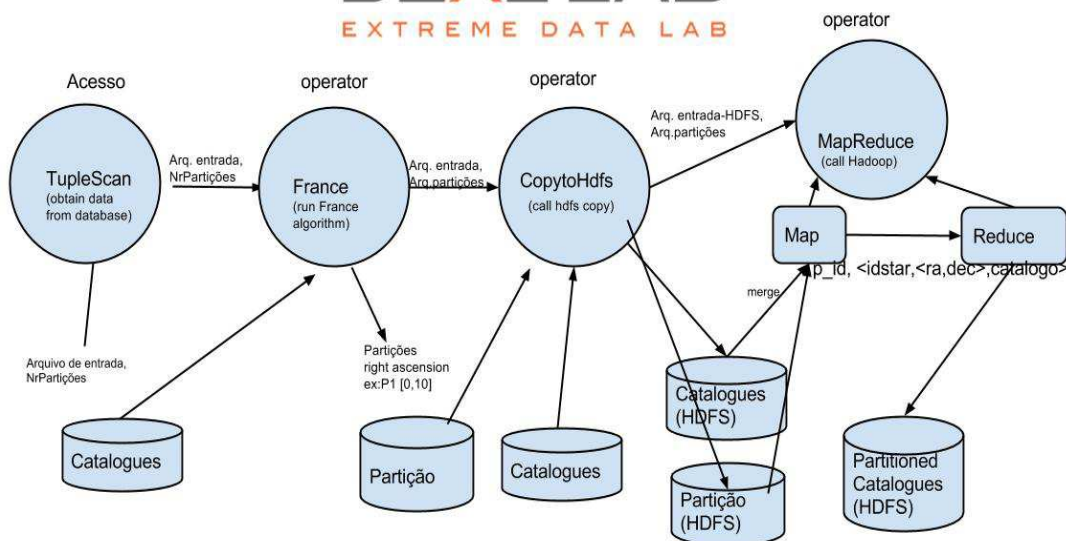 EXTREME DATA LAB
operator
Acesso
operator
operator
TupleScan
(obtain data
from database)
Arq. entrada,
NrPartições
France
(run France
algorithm)
Arq. entrada,
Arq.partições
CopytoHdfs
(call hdfs copy)
Arq. entrada-HDFS,
Arq.partições
MapReduce
(call Hadoop)
Map
Reduce
p_id, <idstar,<ra,dec>,catalogo>
merge
Arquivo de entrada,
NrPartições
Partições
right ascension
ex:P1 [0,10]
Catalogues
Partição
Catalogues
Catalogues
(HDFS)
Partição
(HDFS)
Partitioned
Catalogues
(HDFS)